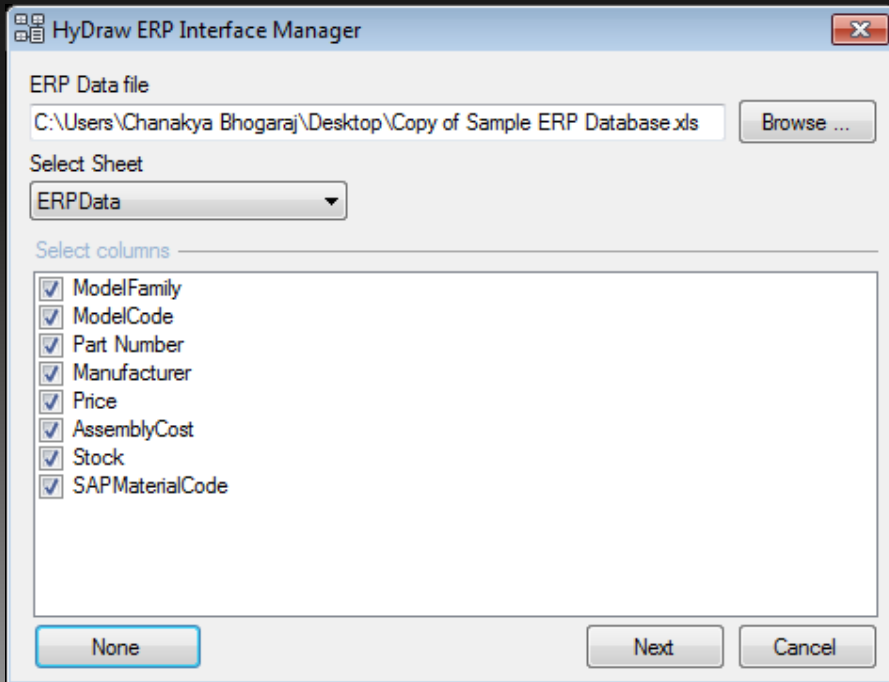 HyDraw ERP Interface Manager
ERP Data file
C:\Users\Chanakya Bhogaraj\Desktop\Copy of Sample ERP Database.xls
Browse ...
Select Sheet
ERPData
Select columns
ModelFamily
ModelCode
Part Number
Manufacturer
Price
AssemblyCost
Stock
SAPMaterialCode
None
Next
Cancel